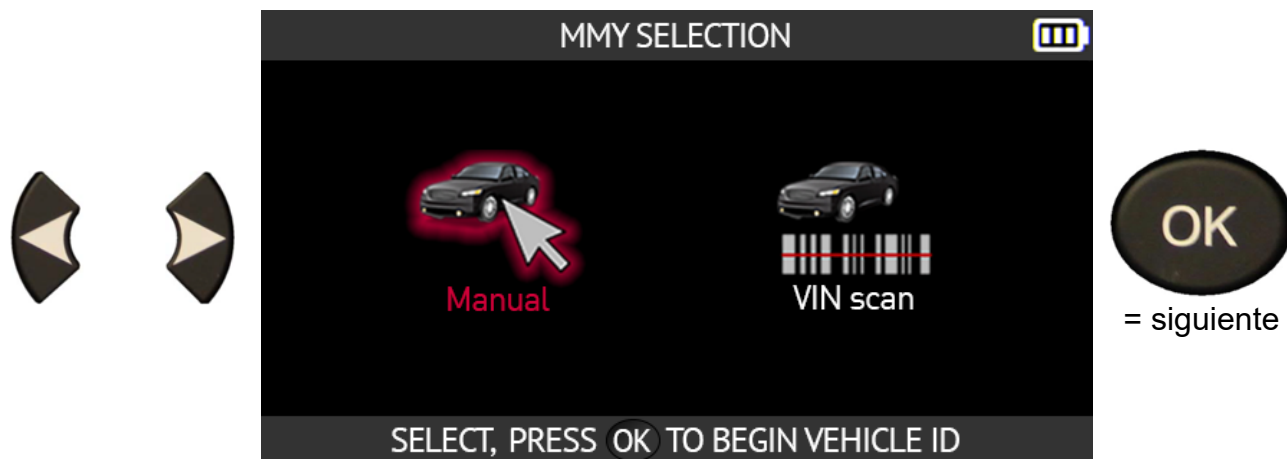 MMY SELECTION
Manual
VIN scan
OK
= siguiente
SELECT, PRESS OK TO BEGIN VEHICLE ID